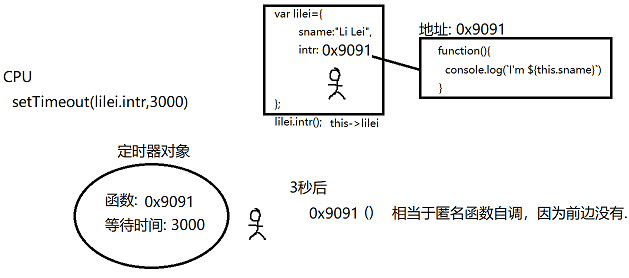 var lilei={
sname:"Li Lei",
intr: 0x9091
};
lilei.intr(); this->lilei
地址: 0x9091
function(){
console.log(`I'm ${this.sname}`)
}
CPU
setTimeout(lilei.intr,3000)
定时器对象
函数: 0x9091
等待时间: 3000
3秒后
0x9091 () 相当于匿名函数自调，因为前边没有.